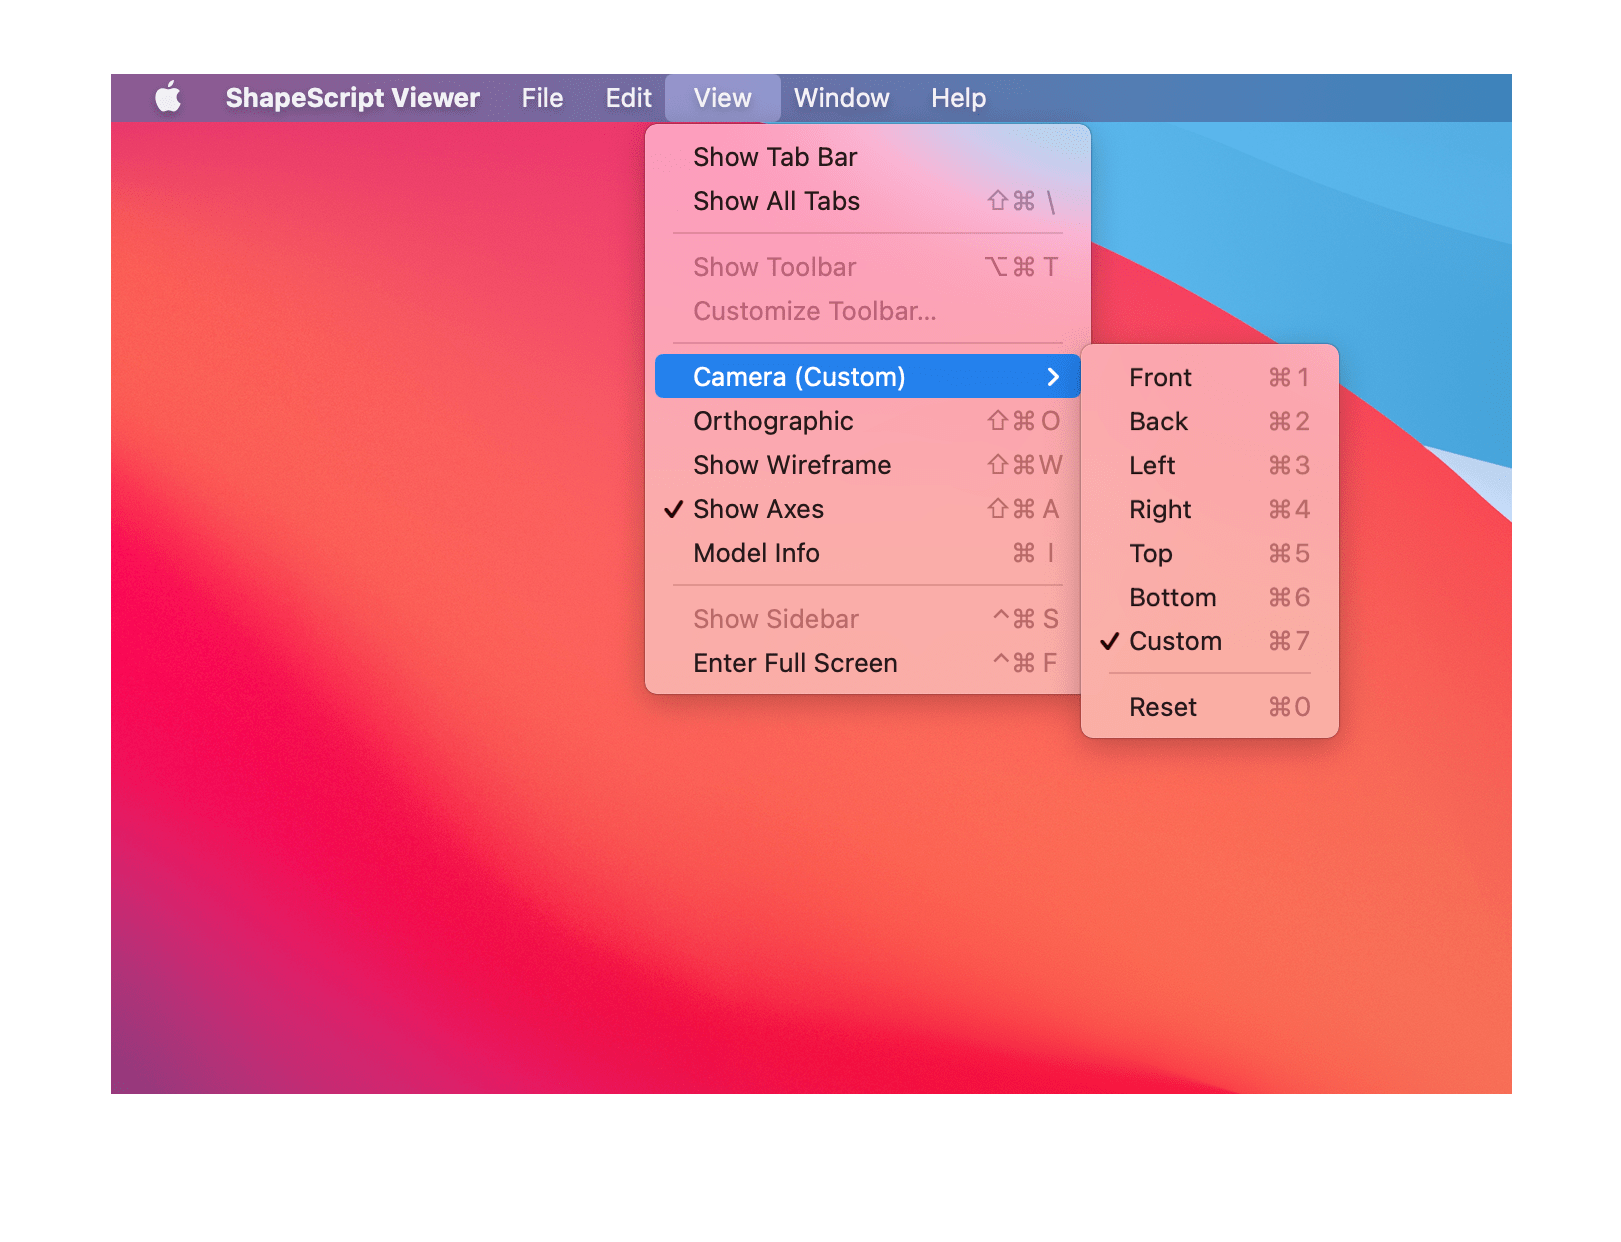 ShapeScript Viewer File Edit View Window Help
Show Tab Bar
Show All Tabs ⇧⌘ \
Show Toolbar ⌥⌘ T
Customize Toolbar...
Camera (Custom)
Orthographic ⇧⌘ O
Show Wireframe ⇧⌘ W
Show Axes ⇧⌘ A
Model Info ⌘ I
Show Sidebar ^⌘ S
Enter Full Screen ^⌘ F
Front ⌘1
Back ⌘2
Left ⌘3
Right ⌘4
Top ⌘5
Bottom ⌘6
✓ Custom ⌘7
Reset ⌘0